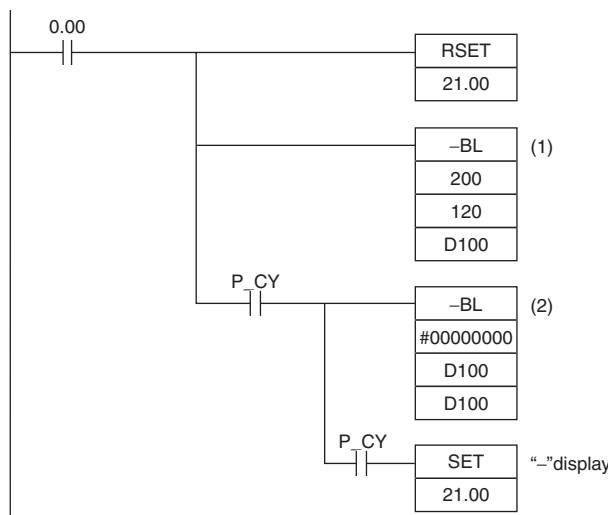 0.00
RSET
21.00
–BL (1)
200
120
D100
P_CY
–BL (2)
#00000000
D100
D100
P_CY
SET “–”display
21.00